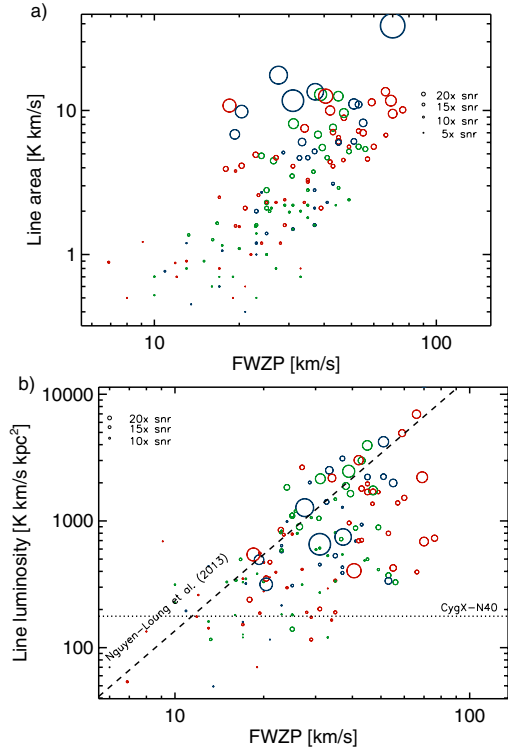 a)
Line area [K km/s]
10
1
20x snr
15x snr
10x snr
5x snr
10
100
FWZP [km/s]
b)
Line luminosity [K km/s kpc²]
10000
1000
100
20x snr
15x snr
10x snr
Nguyen-Loung et al. (2013)
CygX-N40
10
100
FWZP [km/s]